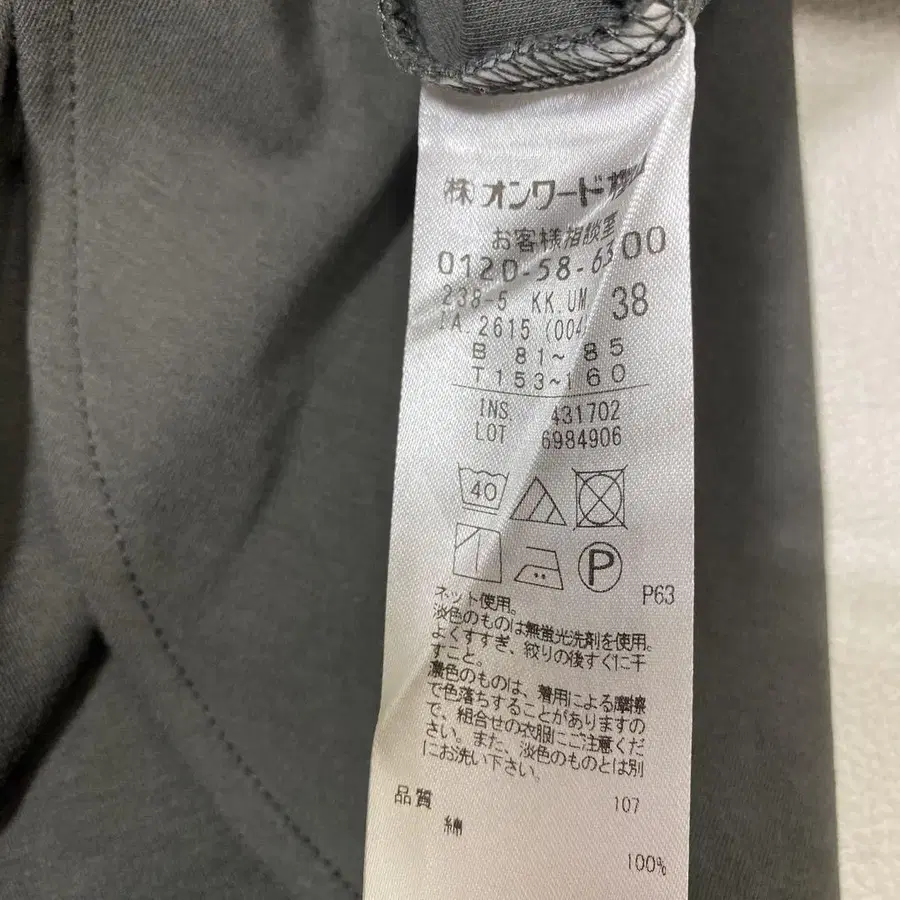 ㈱オンワード樫山
お客様相談室
0120-58-6300
238-5 KK.UM 38
IA. 2615 (004)
B 81~ 85
T 153~160
INS 431702
LOT 6984906
40
P
P63
ネット使用。
淡色のものは無蛍光洗剤を使用。
よくすすぎ、絞りの後すぐに干
すこと。
濃色のものは、着用による摩擦
で色落ちすることがありますの
で、組合せの衣服にご注意くだ
さい。また、淡色のものとは別
にお洗い下さい。
品質 107
綿
100%